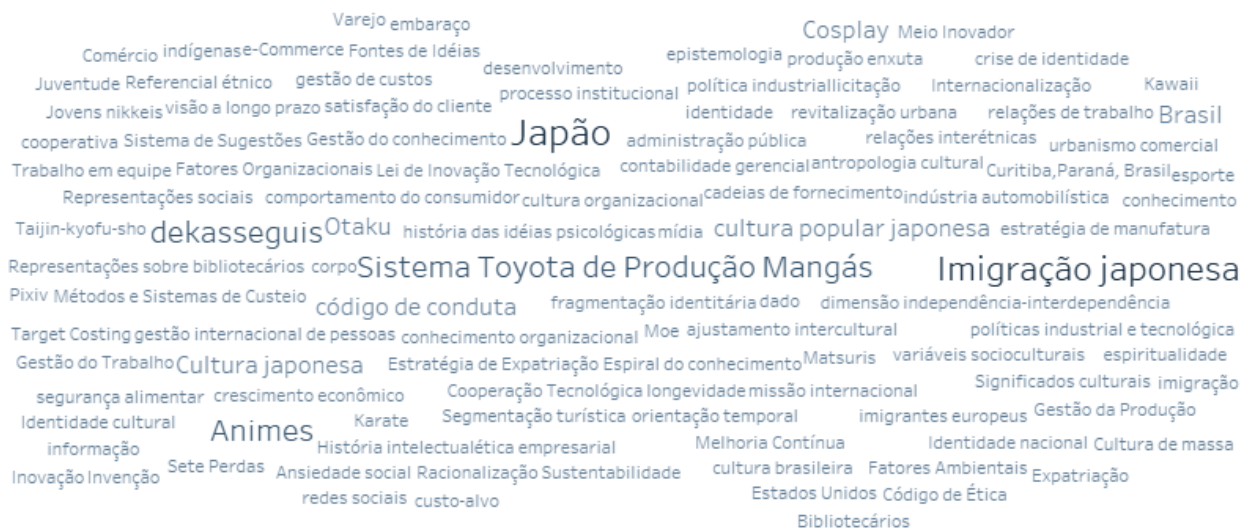 Varejo embaraço Cosplay Meio Inovador
Comércio indígenas e-Commerce Fontes de Idéias epistemologia produção enxuta crise de identidade
Juventude Referencial étnico gestão de custos desenvolvimento processo institucional política industrial licitação Internacionalização Kawaii
Jovens nikkeis visão a longo prazo satisfação do cliente identidade revitalização urbana relações de trabalho Brasil
cooperativa Sistema de Sugestões Gestão do conhecimento Japão administração pública relações interétnicas urbanismo comercial
Trabalho em equipe Fatores Organizacionais Lei de Inovação Tecnológica contabilidade gerencial antropologia cultural Curitiba,Paraná, Brasil esporte
Representações sociais comportamento do consumidor cultura organizacional cadeias de fornecimento indústria automobilística conhecimento
Taijin-kyofu-sho dekasseguis Otaku história das idéias psicológicas mídia cultura popular japonesa estratégia de manufatura
Representações sobre bibliotecários corpo Sistema Toyota de Produção Mangás Imigração japonesa
Pixiv Métodos e Sistemas de Custeio código de conduta fragmentação identitária dado dimensão independência-interdependência
Target Costing gestão internacional de pessoas conhecimento organizacional Moe ajustamento intercultural políticas industrial e tecnológica
Gestão do Trabalho Cultura japonesa Estratégia de Expatriação Espiral do conhecimento Matsuris variáveis socioculturais espiritualidade
segurança alimentar crescimento econômico Cooperação Tecnológica longevidade missão internacional Significados culturais imigração
Identidade cultural Animes Karate Segmentação turística orientação temporal imigrantes europeus Gestão da Produção
informação História intelectual ética empresarial Melhoria Contínua Identidade nacional Cultura de massa
Inovação Invenção Sete Perdas Ansiedade social Racionalização Sustentabilidade cultura brasileira Fatores Ambientais Expatriação
redes sociais custo-alvo Estados Unidos Código de Ética
Bibliotecários